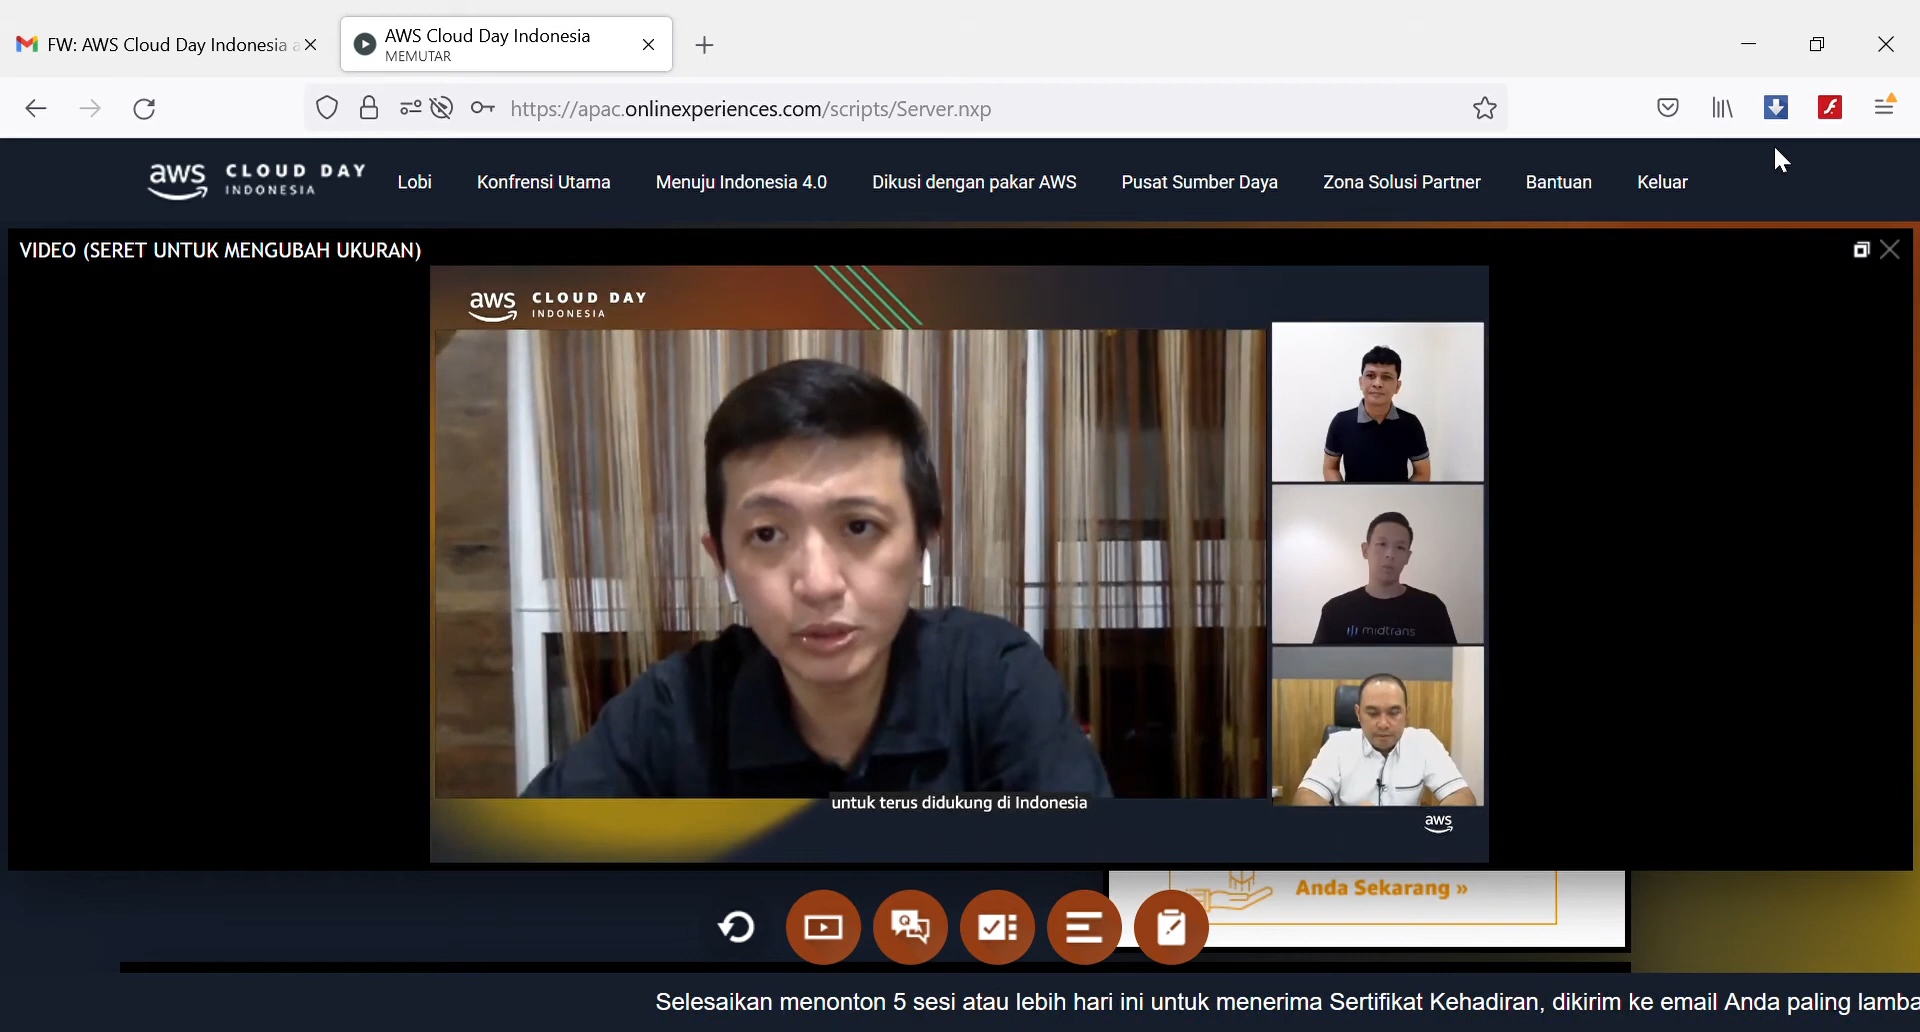 FW: AWS Cloud Day Indonesia
AWS Cloud Day Indonesia
MEMUTAR
https://apac.onlinexperiences.com/scripts/Server.nxp
aws CLOUD DAY
INDONESIA
Lobi
Konfrensi Utama
Menuju Indonesia 4.0
Dikusi dengan pakar AWS
Pusat Sumber Daya
Zona Solusi Partner
Bantuan
Keluar
VIDEO (SERET UNTUK MENGUBAH UKURAN)
aws CLOUD DAY
INDONESIA
midtrans
untuk terus didukung di Indonesia
aws
Anda Sekarang »
Selesaikan menonton 5 sesi atau lebih hari ini untuk menerima Sertifikat Kehadiran, dikirim ke email Anda paling lamba